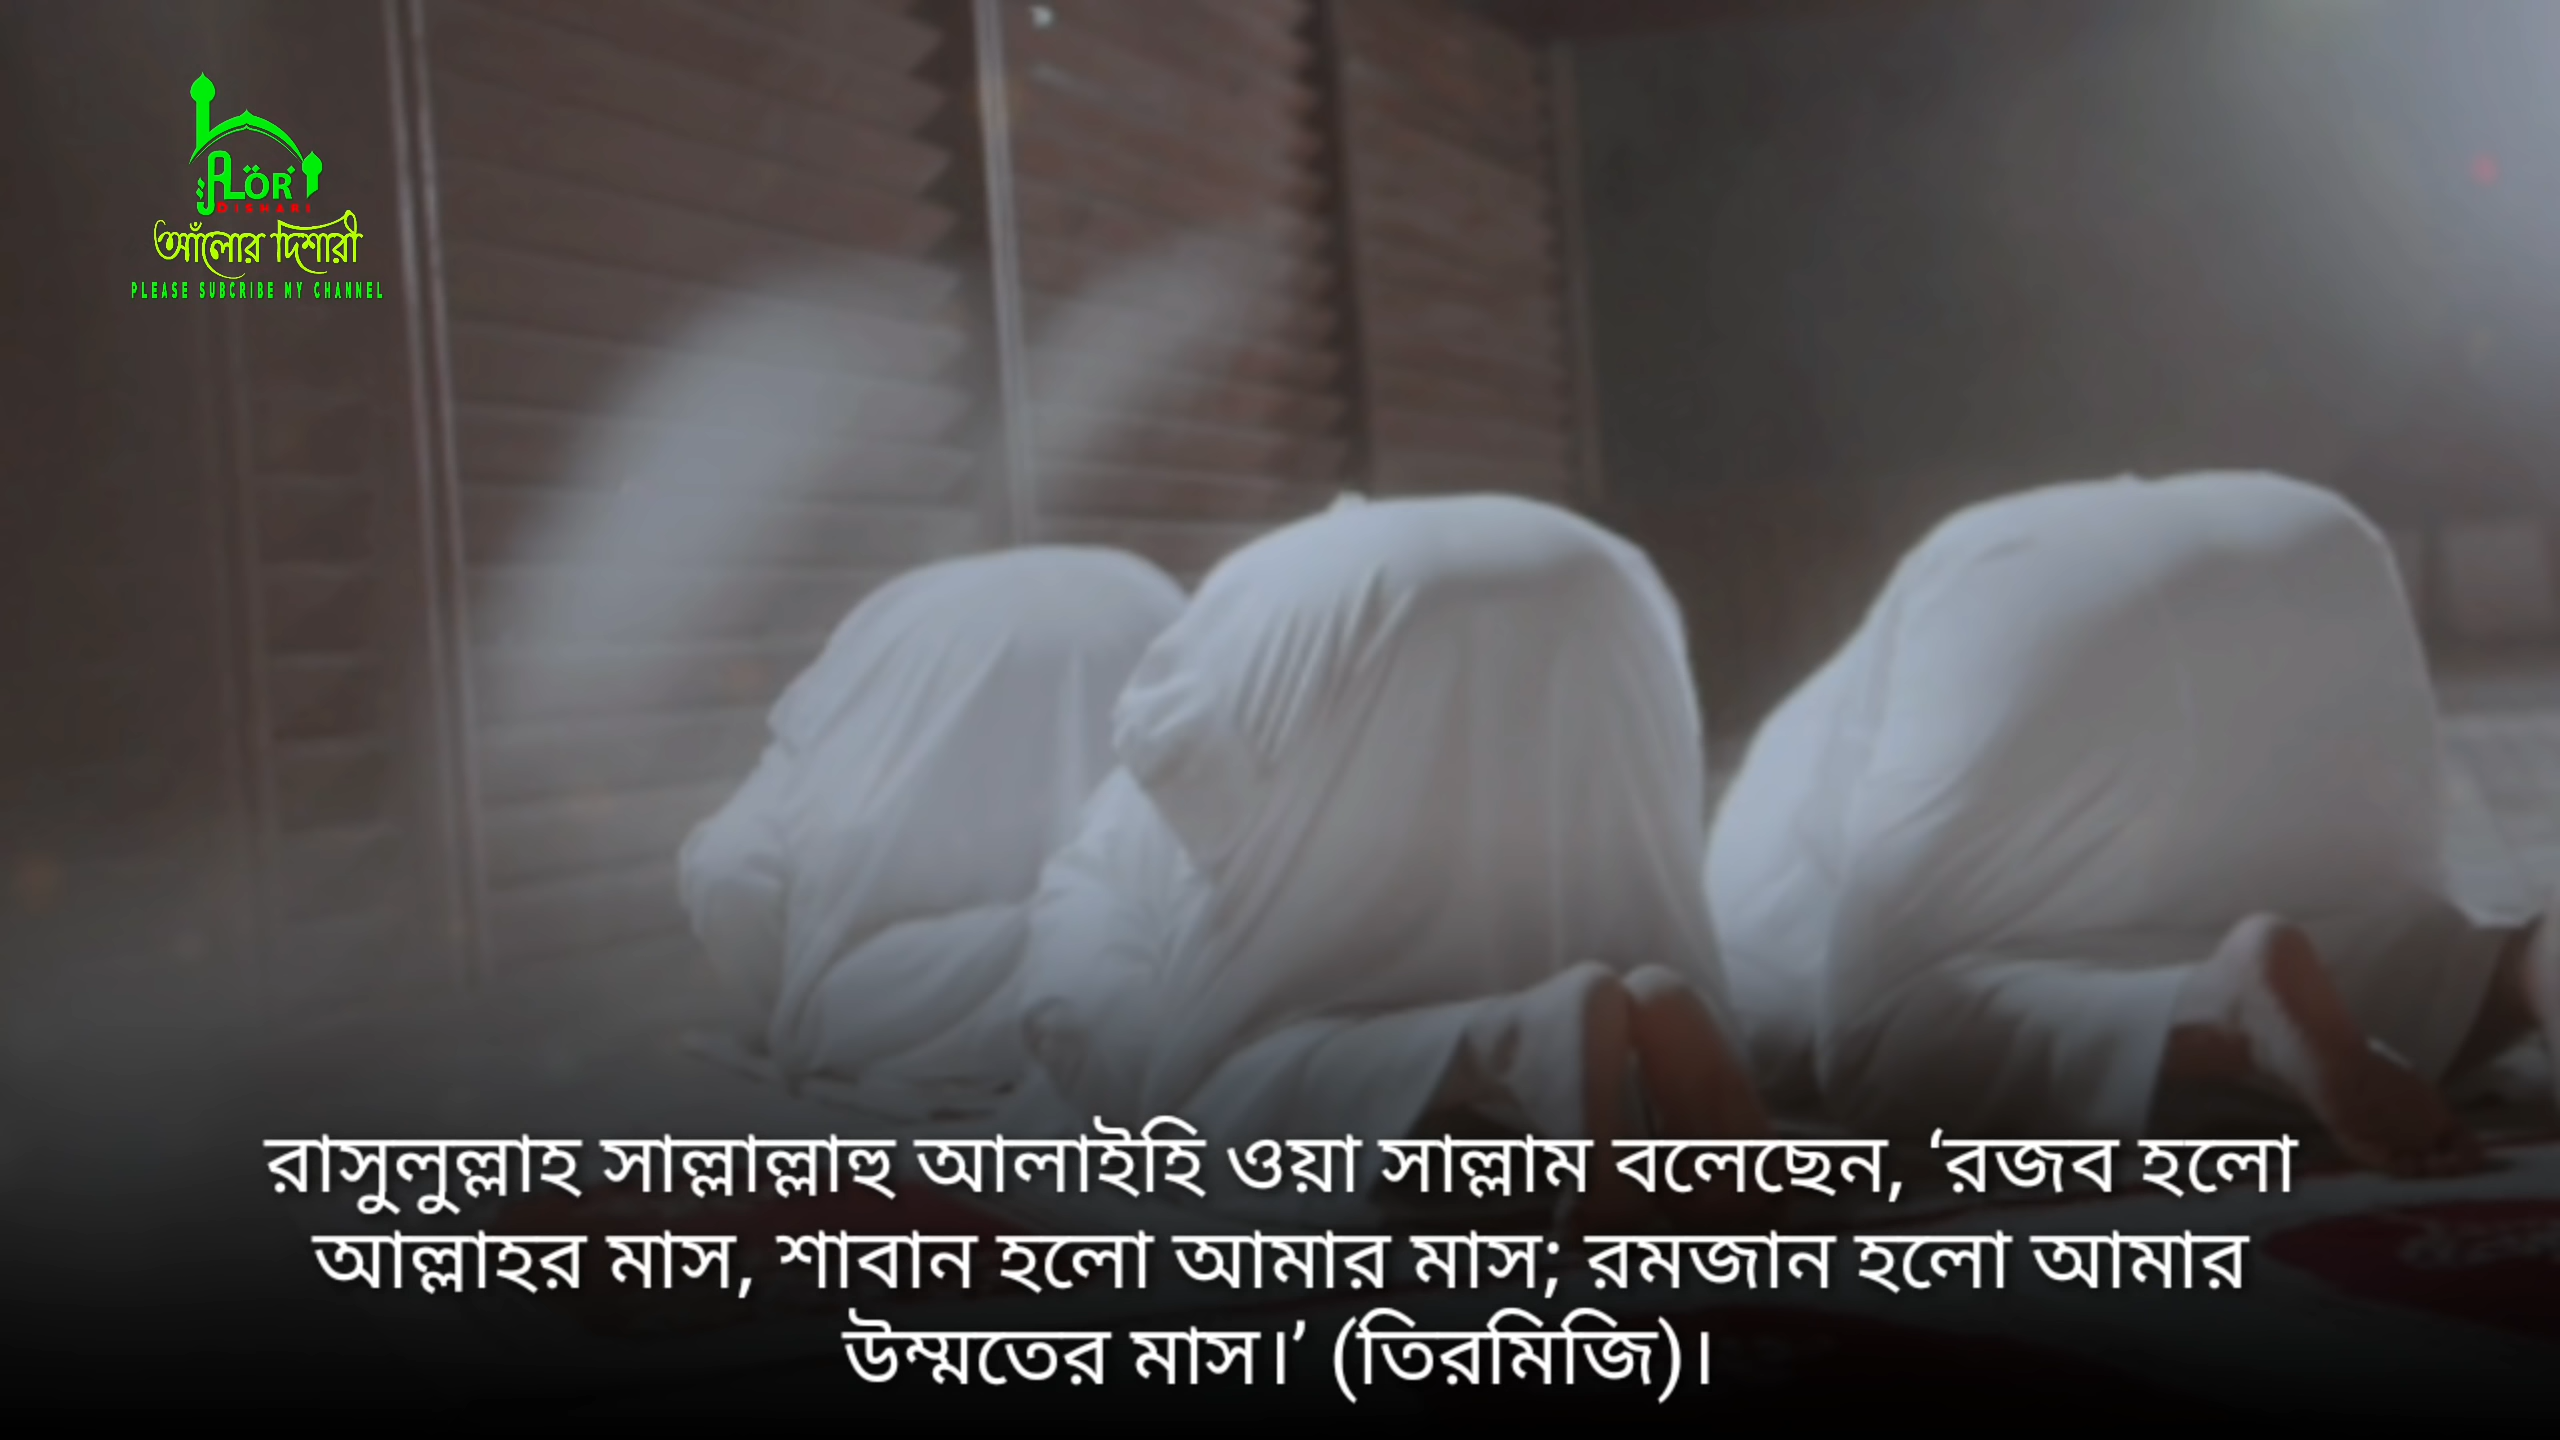 ALOR
DISHARI
আঁলোর দিশারী
PLEASE SUBCRIBE MY CHANNEL
রাসুলুল্লাহ সাল্লাল্লাহু আলাইহি ওয়া সাল্লাম বলেছেন, ‘রজব হলো
আল্লাহর মাস, শাবান হলো আমার মাস; রমজান হলো আমার
উম্মতের মাস।’ (তিরমিজি)।